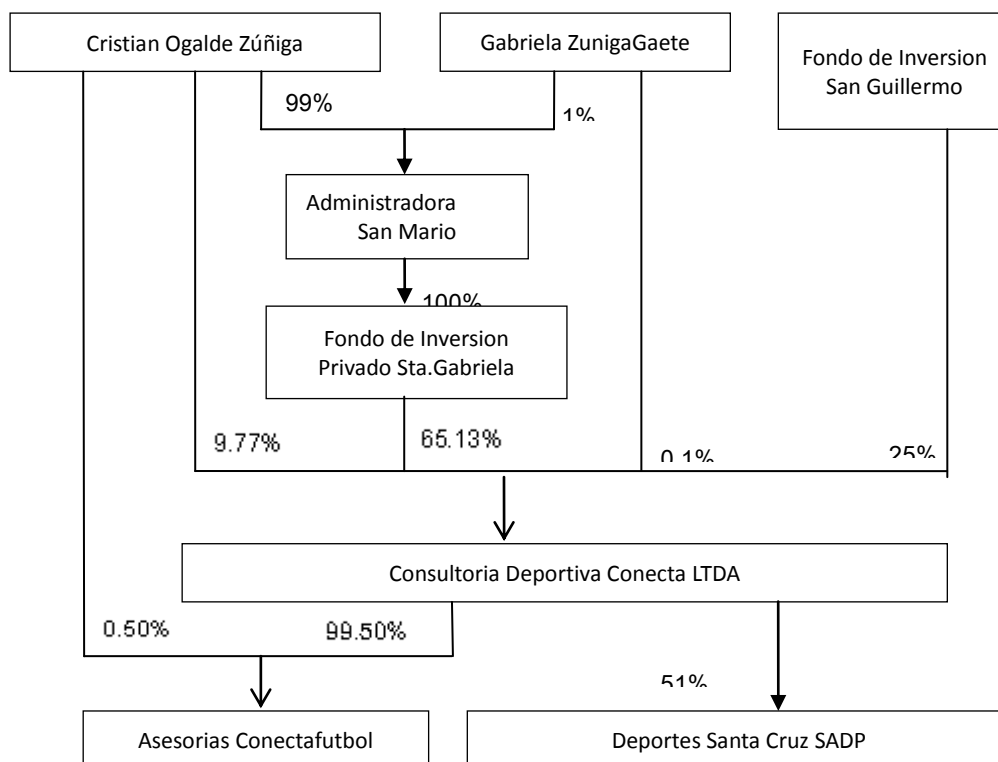 Cristian Ogalde Zúñiga
Gabriela ZunigaGaete
Fondo de Inversion
San Guillermo
99%
1%
Administradora
San Mario
100%
Fondo de Inversion
Privado Sta.Gabriela
9.77%
65.13%
0.1%
25%
Consultoria Deportiva Conecta LTDA
0.50%
99.50%
51%
Asesorias Conectafutbol
Deportes Santa Cruz SADP